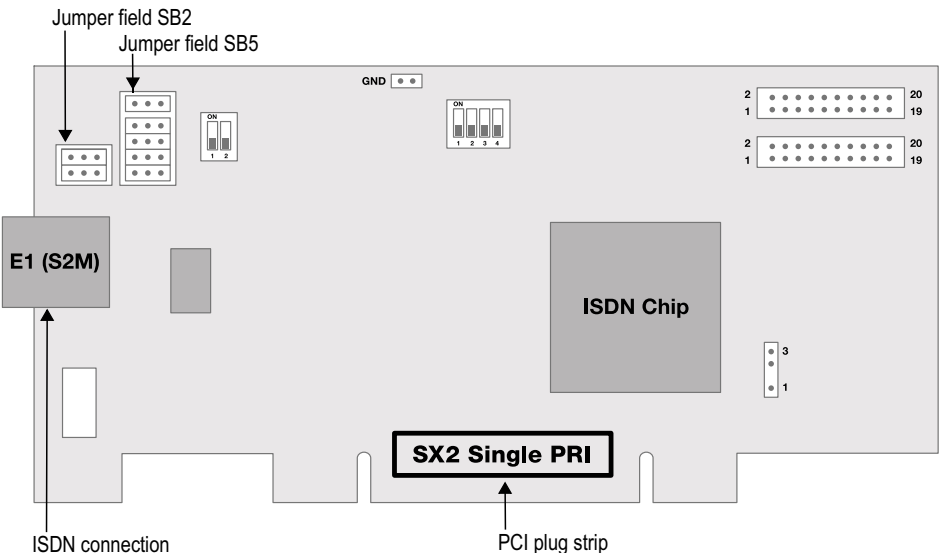 Jumper field SB2
Jumper field SB5
GND
ON
1 2
ON
1 2 3 4
2 20
1 19
2 20
1 19
E1 (S2M)
ISDN Chip
3
1
SX2 Single PRI
ISDN connection
PCI plug strip